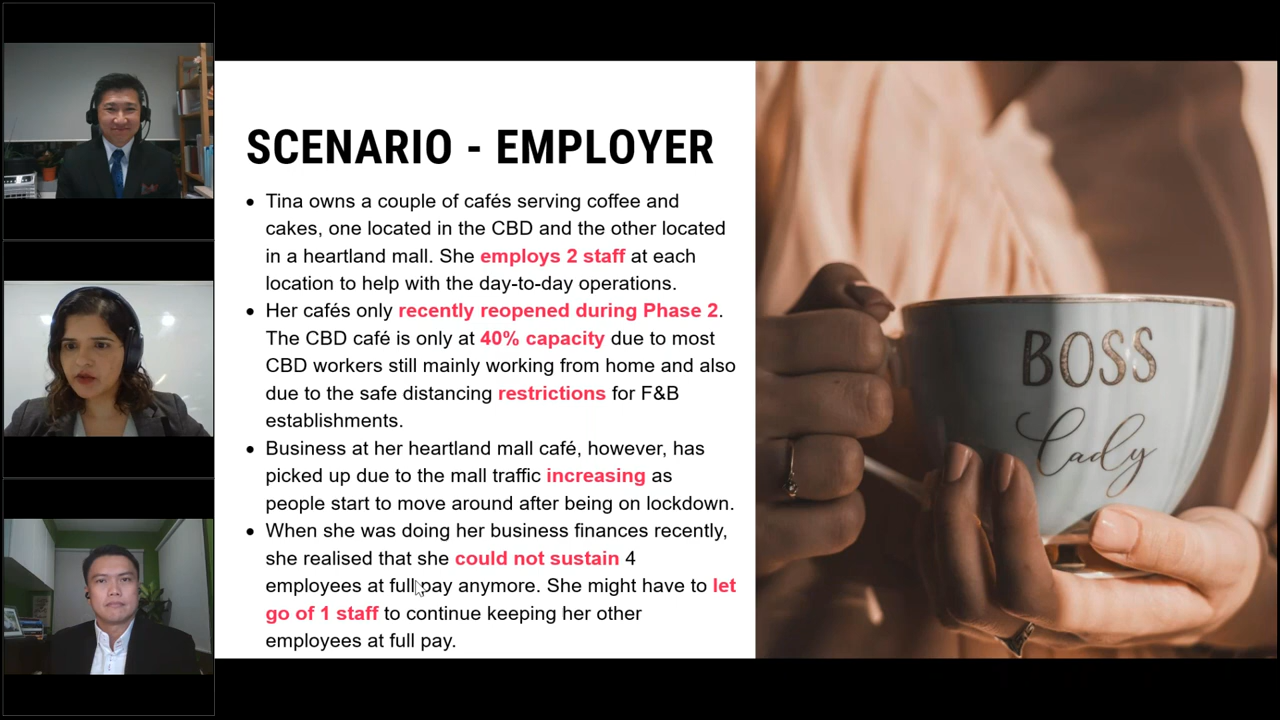 SCENARIO - EMPLOYER
• Tina owns a couple of cafés serving coffee and
cakes, one located in the CBD and the other located
in a heartland mall. She employs 2 staff at each
location to help with the day-to-day operations.
• Her cafés only recently reopened during Phase 2.
The CBD café is only at 40% capacity due to most
CBD workers still mainly working from home and also
due to the safe distancing restrictions for F&B
establishments.
• Business at her heartland mall café, however, has
picked up due to the mall traffic increasing as
people start to move around after being on lockdown.
• When she was doing her business finances recently,
she realised that she could not sustain 4
employees at full pay anymore. She might have to let
go of 1 staff to continue keeping her other
employees at full pay.
BOSS
Lady